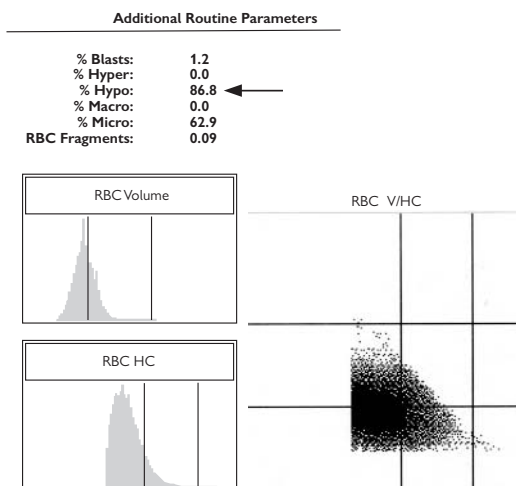 Additional Routine Parameters
% Blasts: 1.2
% Hyper: 0.0
% Hypo: 86.8
% Macro: 0.0
% Micro: 62.9
RBC Fragments: 0.09
RBC Volume
RBC V/HC
RBC HC